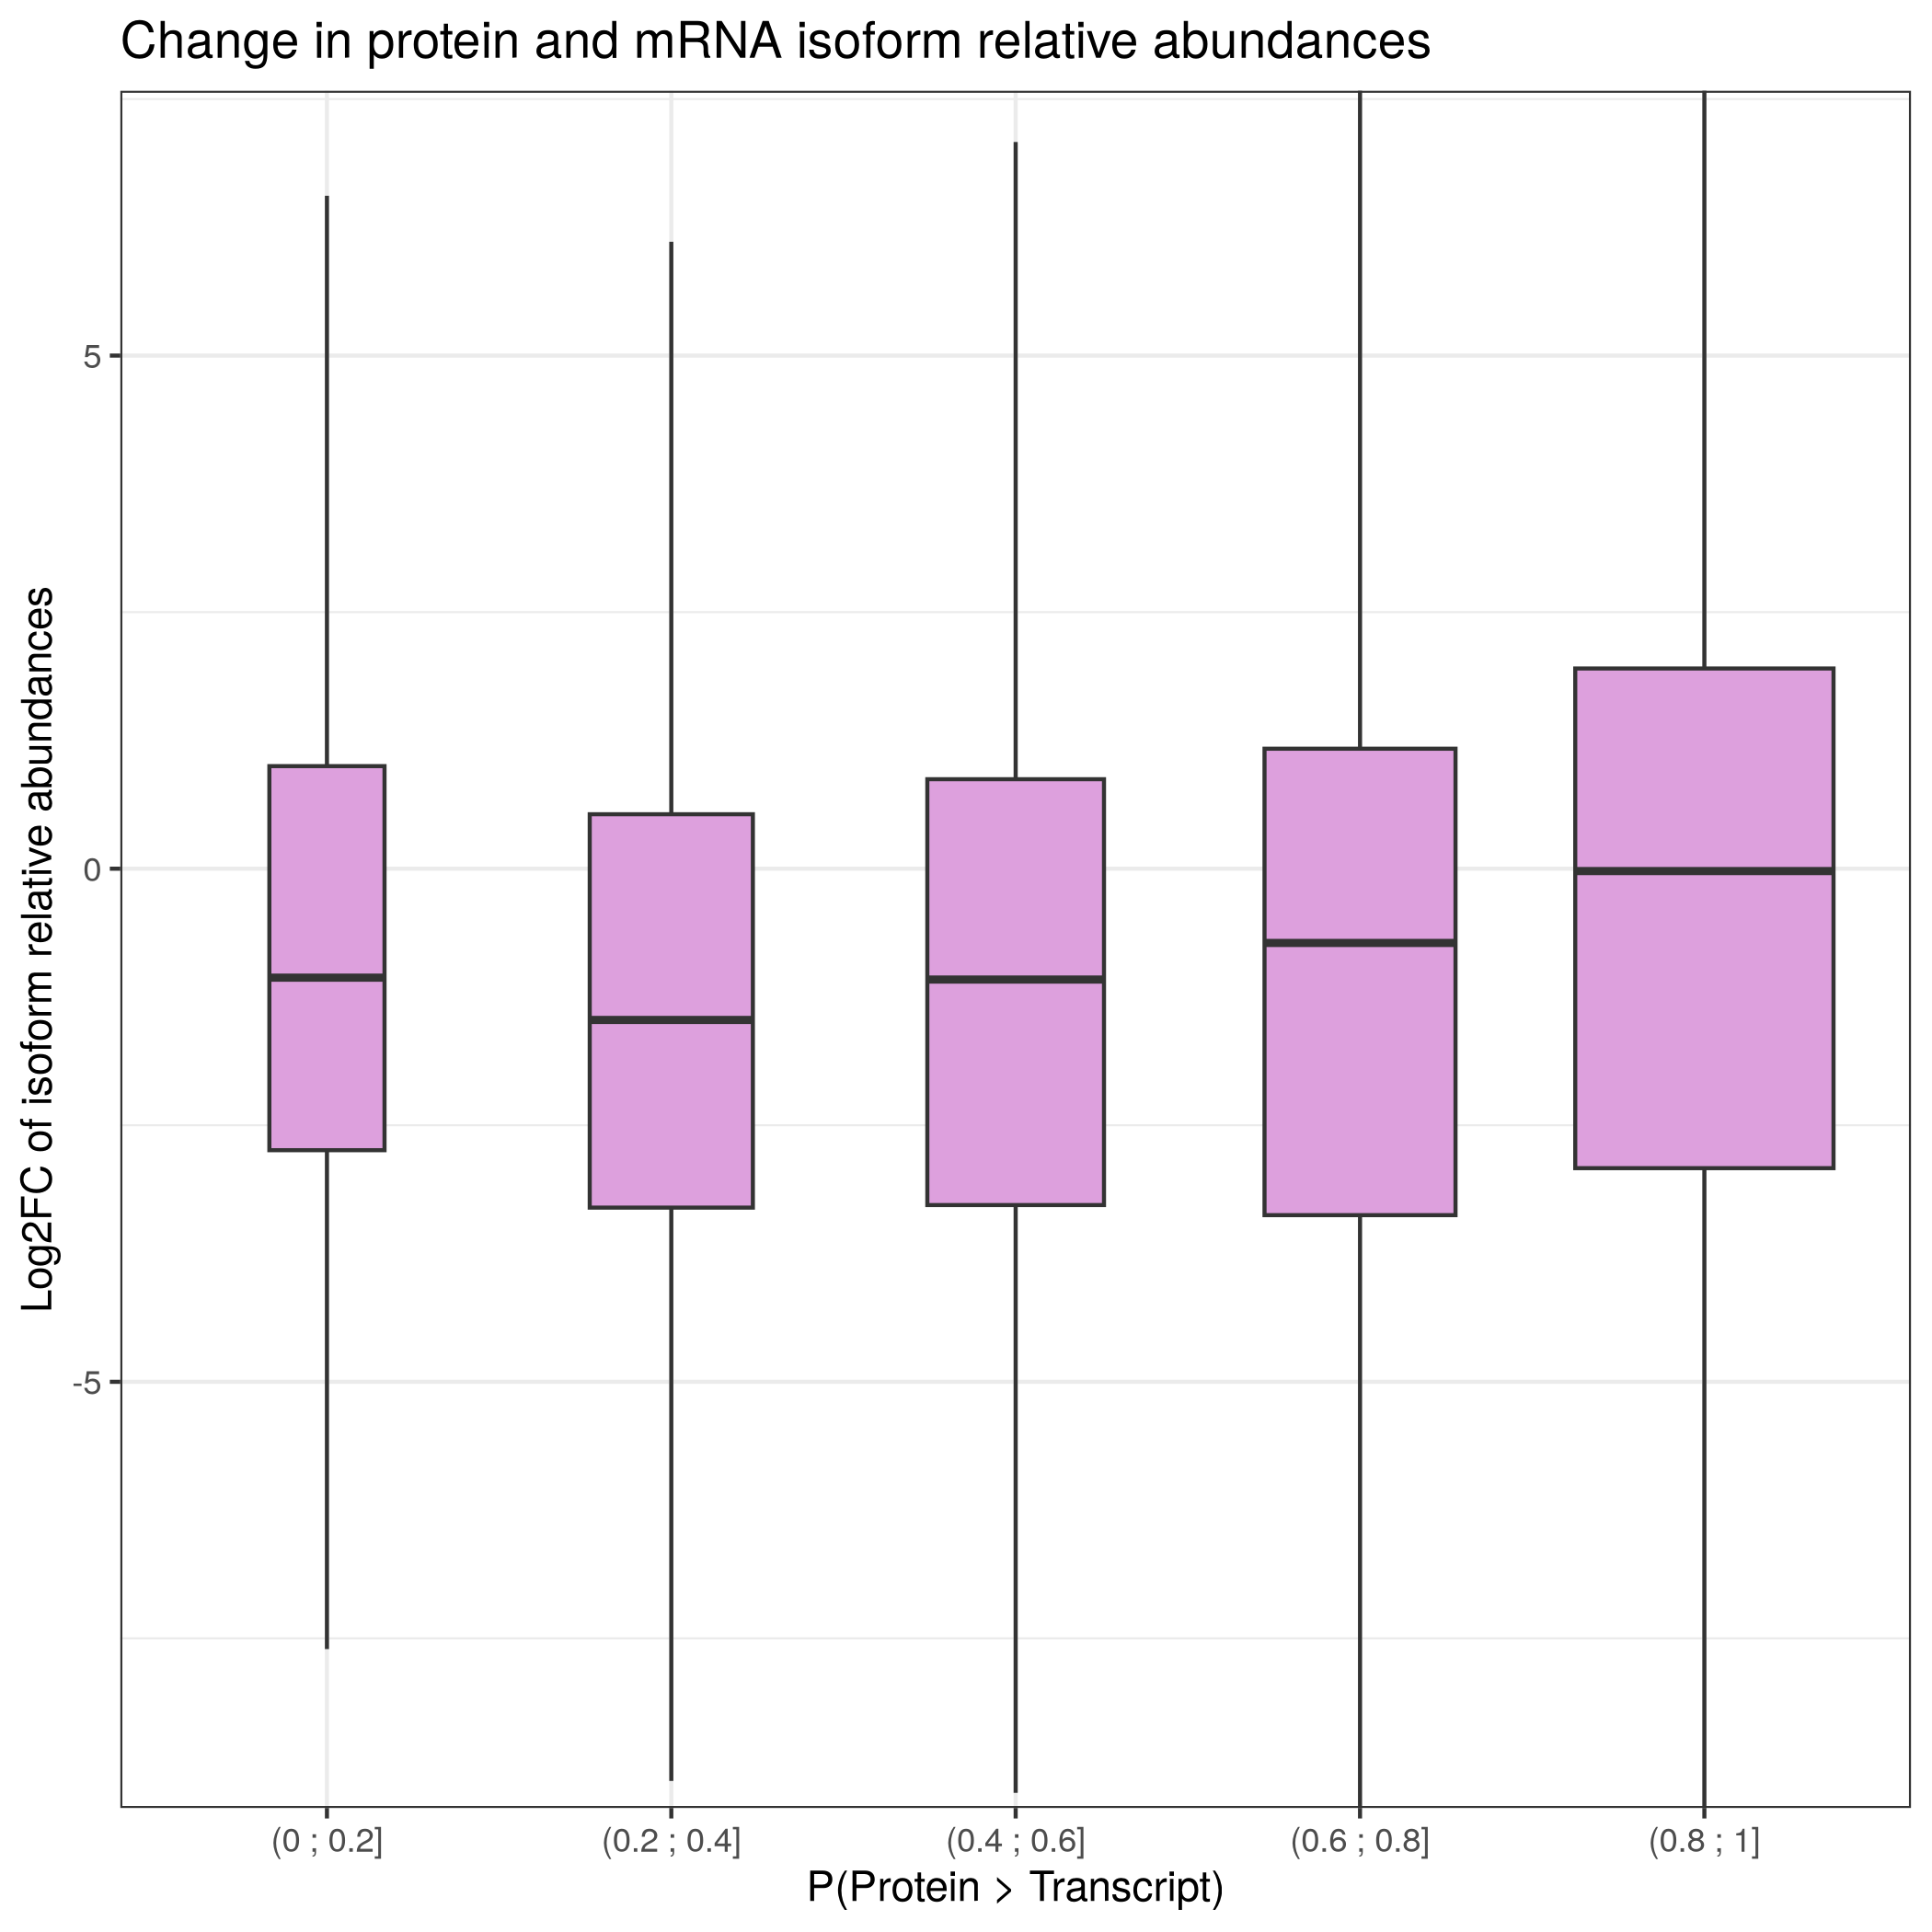 Change in protein and mRNA isoform relative abundances
Log2FC of isoform relative abundances
5
0
-5
(0 ; 0.2]
(0.2 ; 0.4]
(0.4 ; 0.6]
(0.6 ; 0.8]
(0.8 ; 1]
P(Protein > Transcript)